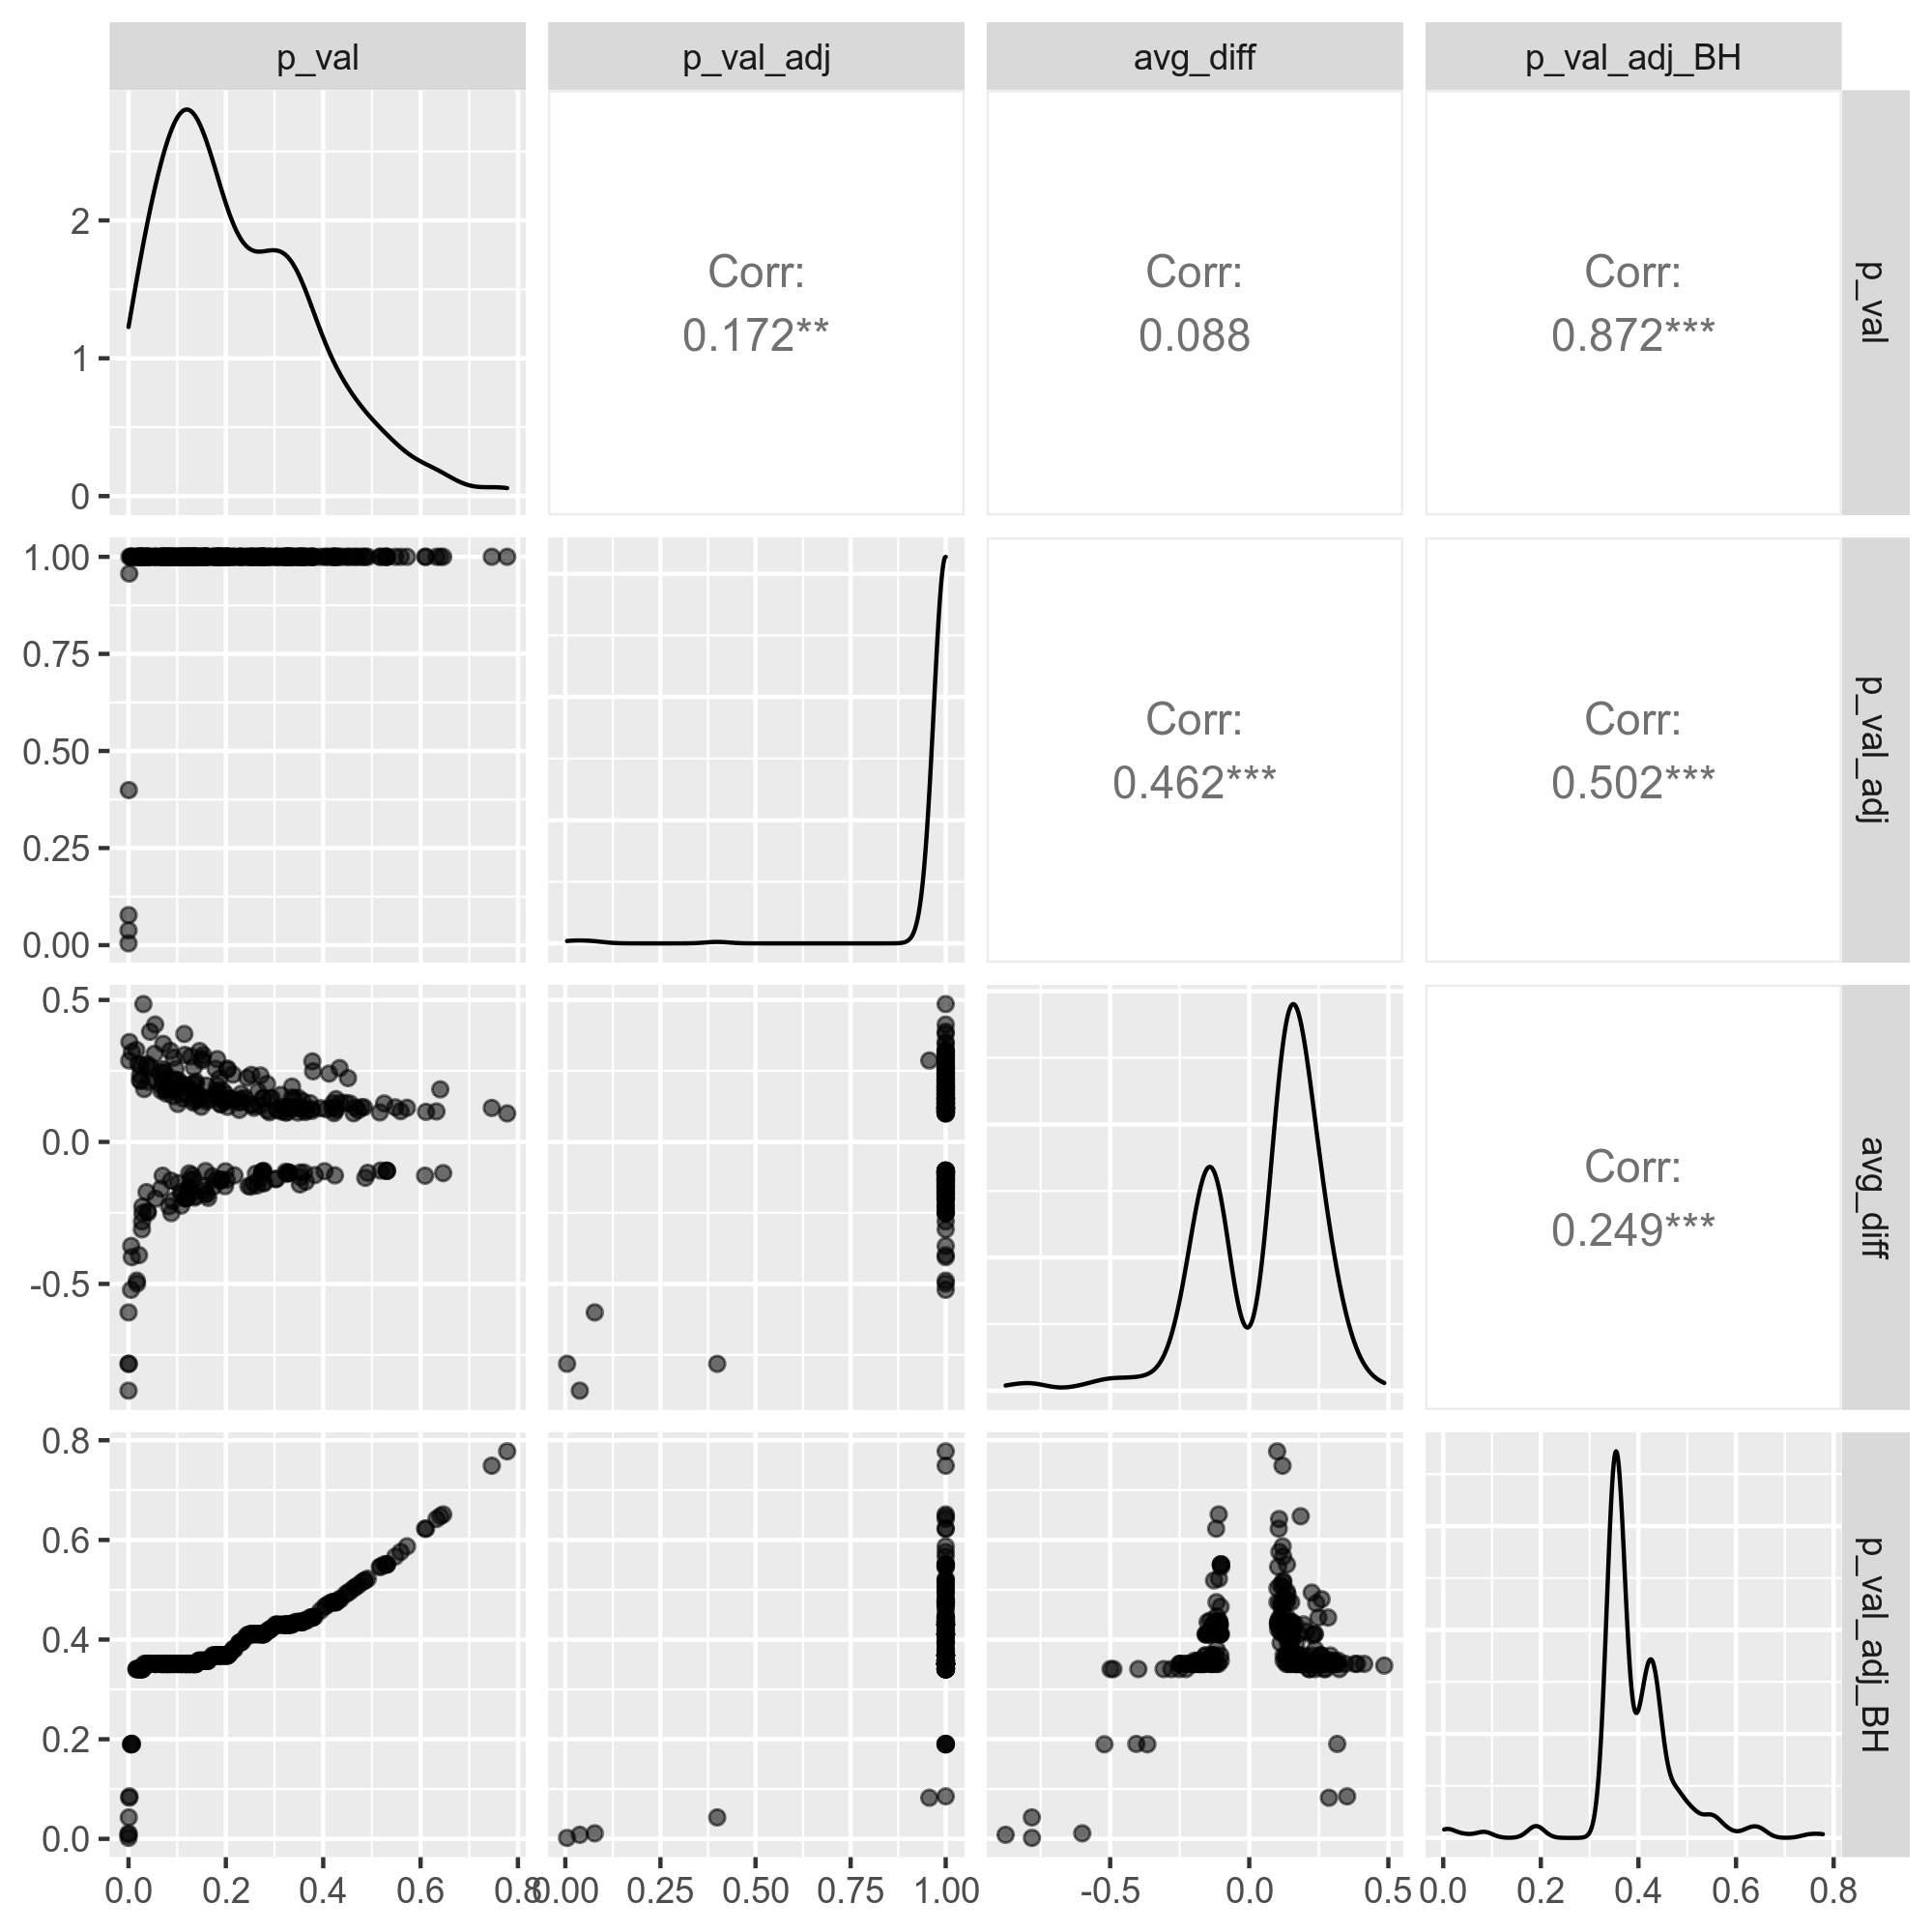 p_val p_val_adj avg_diff p_val_adj_BH
2
1
0
Corr:
0.172**
Corr:
0.088
Corr:
0.872***
p_val
1.00
0.75
0.50
0.25
0.00
Corr:
0.462***
Corr:
0.502***
p_val_adj
0.5
0.0
-0.5
Corr:
0.249***
avg_diff
0.8
0.6
0.4
0.2
0.0
p_val_adj_BH
0.0 0.2 0.4 0.6 0.8 0.00 0.25 0.50 0.75 1.00 -0.5 0.0 0.5 0.0 0.2 0.4 0.6 0.8